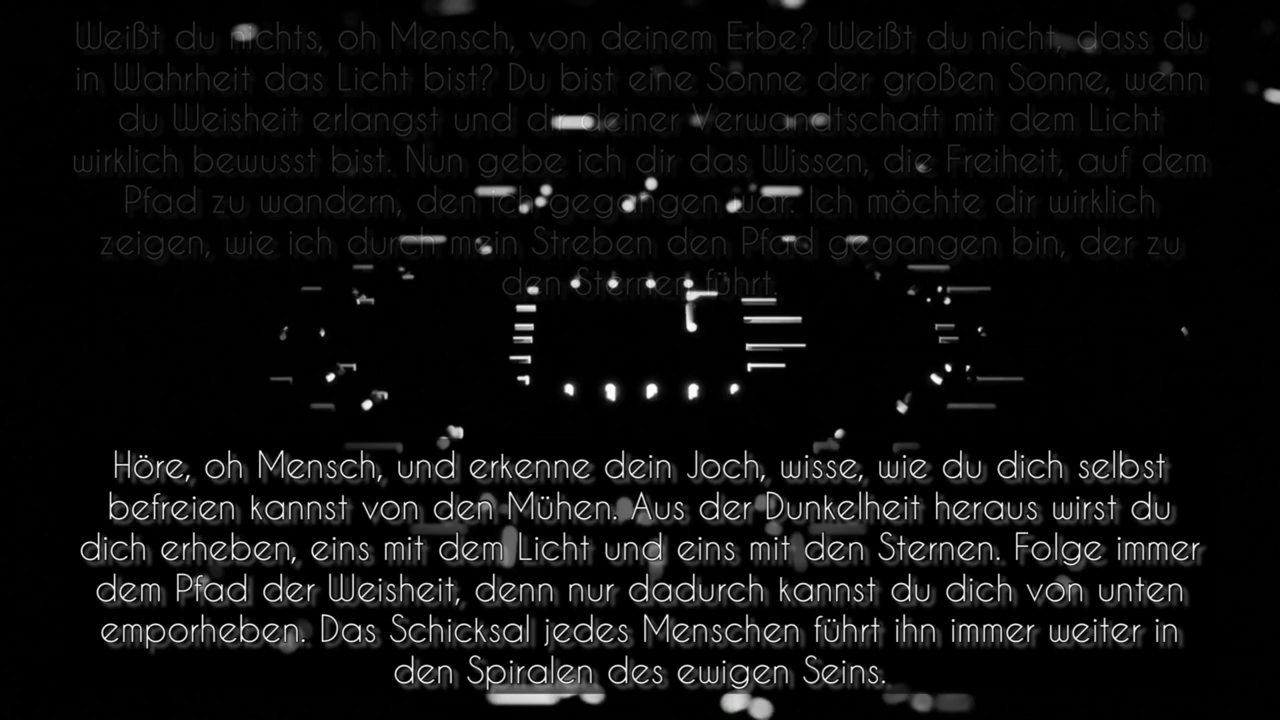 Weißt du nichts, oh Mensch, von deinem Erbe? Weißt du nicht, dass du
in Wahrheit das Licht bist? Du bist eine Sonne der großen Sonne, wenn
du Weisheit erlangst und dir deiner Verwandtschaft mit dem Licht
wirklich bewusst bist. Nun gebe ich dir das Wissen, die Freiheit, auf dem
Pfad zu wandern, den ich gegangen war. Ich möchte dir wirklich
zeigen, wie ich durch mein Streben den Pfad gegangen bin, der zu
den Sternen führt.
Höre, oh Mensch, und erkenne dein Joch, wisse, wie du dich selbst
befreien kannst von den Mühen. Aus der Dunkelheit heraus wirst du
dich erheben, eins mit dem Licht und eins mit den Sternen. Folge immer
dem Pfad der Weisheit, denn nur dadurch kannst du dich von unten
emporheben. Das Schicksal jedes Menschen führt ihn immer weiter in
den Spiralen des ewigen Seins.